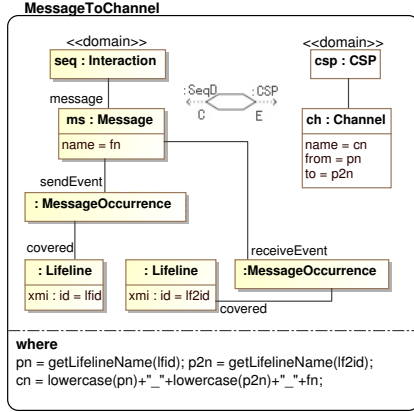 MessageToChannel
<<domain>>
seq : Interaction
message
ms : Message
name = fn
sendEvent
: MessageOccurrence
covered
: Lifeline
xmi : id = lfid
: Lifeline
xmi : id = lf2id
covered
receiveEvent
:MessageOccurrence
:SeqD
:CSP
C
E
<<domain>>
csp : CSP
ch : Channel
name = cn
from = pn
to = p2n
where
pn = getLifelineName(lfid); p2n = getLifelineName(lf2id);
cn = lowercase(pn)+"_"+lowercase(p2n)+"_"+fn;